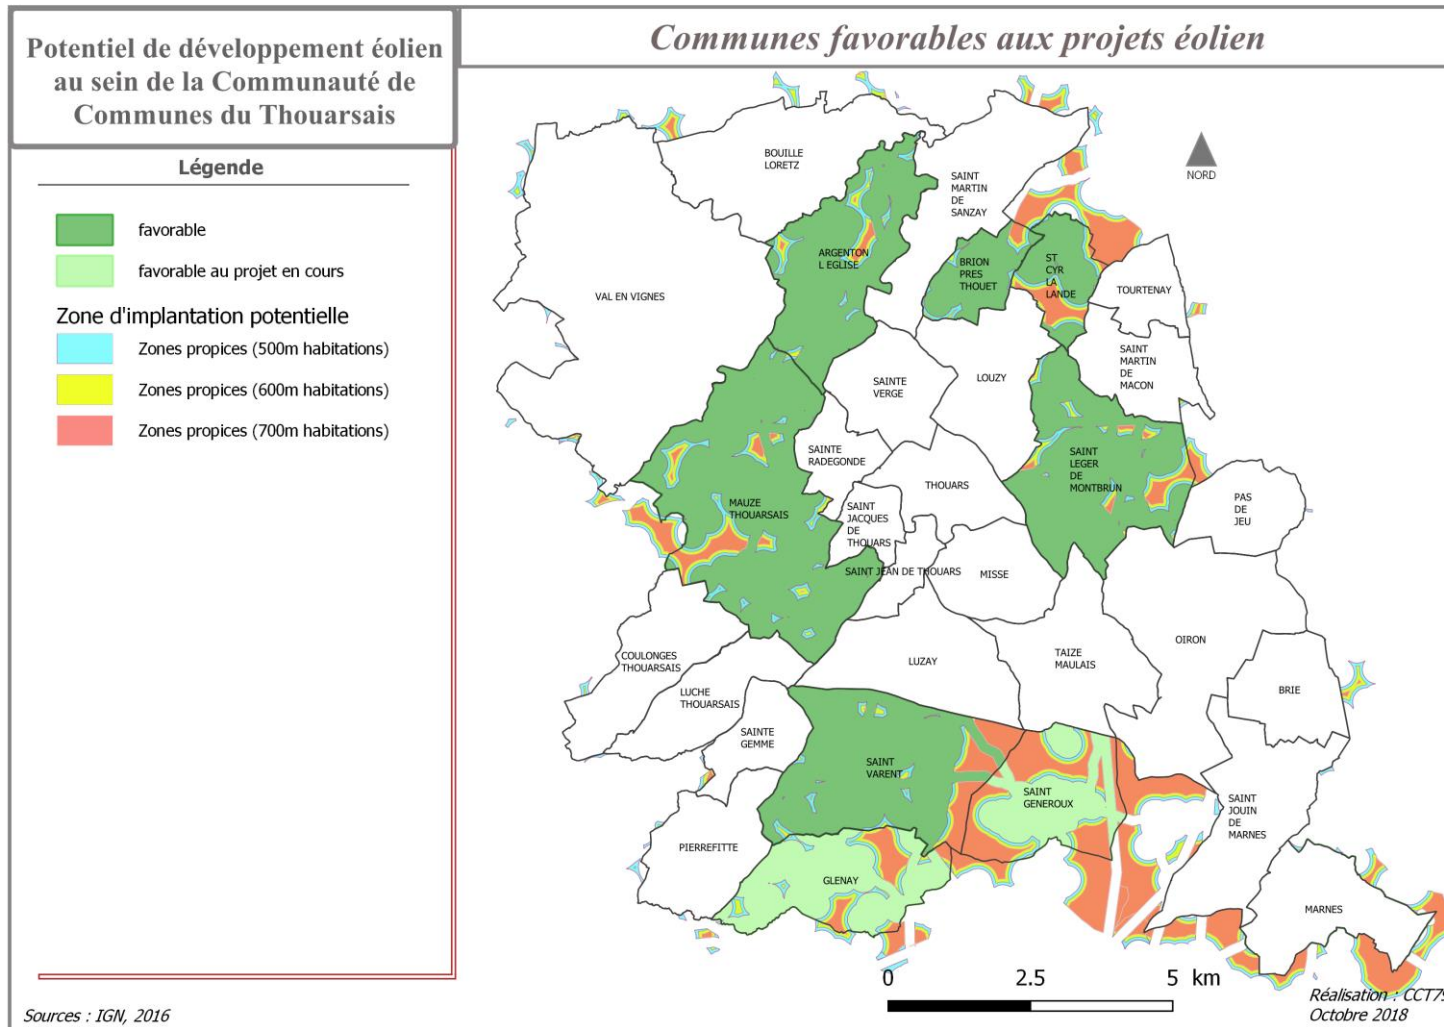 Potentiel de développement éolien
au sein de la Communauté de
Communes du Thouarsais
Communes favorables aux projets éolien
Légende
favorable
favorable au projet en cours
Zone d'implantation potentielle
Zones propices (500m habitations)
Zones propices (600m habitations)
Zones propices (700m habitations)
NORD
BOUILLE
LORETZ
SAINT
MARTIN
DE
SANZAY
ARGENTON
L EGLISE
BRION
PRES
THOUET
ST
CYR
LA
LANDE
TOURTENAY
VAL EN VIGNES
SAINT
MARTIN
DE
MACON
SAINTE
VERGE
LOUZY
SAINTE
RADEGONDE
SAINT
LEGER
DE
MONTBRUN
THOUARS
PAS
DE
JEU
MAUZE
THOUARSAIS
SAINT
JACQUES
DE
THOUARS
SAINT JEAN DE THOUARS
MISSE
OIRON
COULONGES
THOUARSAIS
LUZAY
TAIZE
MAULAIS
BRIE
LUCHE
THOUARSAIS
SAINTE
GEMME
SAINT
VARENT
SAINT
GENEROUX
SAINT
JOUIN
DE
MARNES
PIERREFITTE
GLENAY
MARNES
0 2.5 5 km
Sources : IGN, 2016
Réalisation : CCT79
Octobre 2018